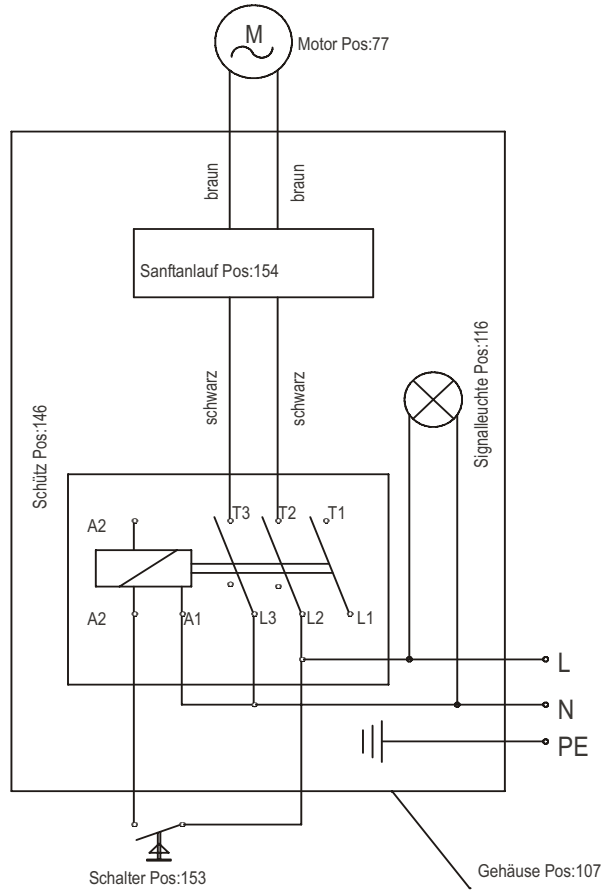 M
Motor Pos:77
braun
braun
Sanftanlauf Pos:154
schwarz
schwarz
Signalleuchte Pos:116
Schütz Pos:146
T3
T2
T1
A2
A2
A1
L3
L2
L1
L
N
PE
Schalter Pos:153
Gehäuse Pos:107